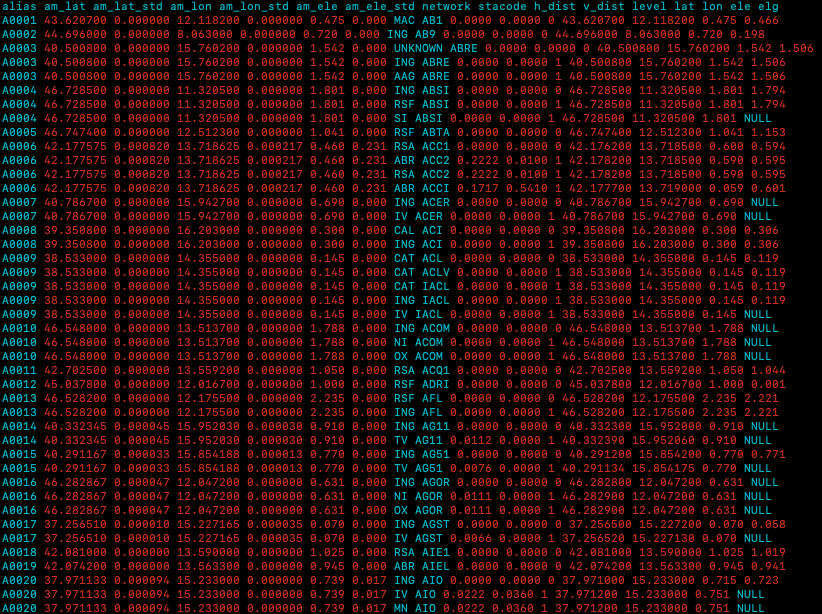 alias am_lat am_lat_std am_lon am_lon_std am_ele am_ele_std network stacode h_dist v_dist level lat lon ele elg
A0001 43.620700 0.000000 12.118200 0.000000 0.475 0.000 MAC AB1 0.0000 0.0000 0 43.620700 12.118200 0.475 0.466
A0002 44.696000 0.000000 8.063000 0.000000 0.720 0.000 ING AB9 0.0000 0.0000 0 44.696000 8.063000 0.720 0.198
A0003 40.500800 0.000000 15.760200 0.000000 1.542 0.000 UNKNOWN ABRE 0.0000 0.0000 0 40.500800 15.760200 1.542 1.506
A0003 40.500800 0.000000 15.760200 0.000000 1.542 0.000 ING ABRE 0.0000 0.0000 1 40.500800 15.760200 1.542 1.506
A0003 40.500800 0.000000 15.760200 0.000000 1.542 0.000 AAG ABRE 0.0000 0.0000 1 40.500800 15.760200 1.542 1.506
A0004 46.728500 0.000000 11.320500 0.000000 1.801 0.000 ING ABSI 0.0000 0.0000 0 46.728500 11.320500 1.801 1.794
A0004 46.728500 0.000000 11.320500 0.000000 1.801 0.000 RSF ABSI 0.0000 0.0000 1 46.728500 11.320500 1.801 1.794
A0004 46.728500 0.000000 11.320500 0.000000 1.801 0.000 SI ABSI 0.0000 0.0000 1 46.728500 11.320500 1.801 NULL
A0005 46.747400 0.000000 12.512300 0.000000 1.041 0.000 RSF ABTA 0.0000 0.0000 0 46.747400 12.512300 1.041 1.153
A0006 42.177575 0.000820 13.718625 0.000217 0.460 0.231 RSA ACC1 0.0000 0.0000 0 42.176200 13.718700 0.600 0.594
A0006 42.177575 0.000820 13.718625 0.000217 0.460 0.231 ABR ACC2 0.2222 0.0100 1 42.178200 13.718400 0.590 0.595
A0006 42.177575 0.000820 13.718625 0.000217 0.460 0.231 RSA ACC2 0.2222 0.0100 1 42.178200 13.718400 0.590 0.595
A0006 42.177575 0.000820 13.718625 0.000217 0.460 0.231 ABR ACCI 0.1717 0.5410 1 42.177700 13.719000 0.059 0.601
A0007 40.786700 0.000000 15.942700 0.000000 0.690 0.000 ING ACER 0.0000 0.0000 0 40.786700 15.942700 0.690 NULL
A0007 40.786700 0.000000 15.942700 0.000000 0.690 0.000 IV ACER 0.0000 0.0000 1 40.786700 15.942700 0.690 NULL
A0008 39.350800 0.000000 16.203000 0.000000 0.300 0.000 CAL ACI 0.0000 0.0000 0 39.350800 16.203000 0.300 0.306
A0008 39.350800 0.000000 16.203000 0.000000 0.300 0.000 ING ACI 0.0000 0.0000 1 39.350800 16.203000 0.300 0.306
A0009 38.533000 0.000000 14.355000 0.000000 0.145 0.000 CAT ACL 0.0000 0.0000 0 38.533000 14.355000 0.145 0.119
A0009 38.533000 0.000000 14.355000 0.000000 0.145 0.000 CAT ACLV 0.0000 0.0000 1 38.533000 14.355000 0.145 0.119
A0009 38.533000 0.000000 14.355000 0.000000 0.145 0.000 CAT IACL 0.0000 0.0000 1 38.533000 14.355000 0.145 0.119
A0009 38.533000 0.000000 14.355000 0.000000 0.145 0.000 ING IACL 0.0000 0.0000 1 38.533000 14.355000 0.145 0.119
A0009 38.533000 0.000000 14.355000 0.000000 0.145 0.000 IV IACL 0.0000 0.0000 1 38.533000 14.355000 0.145 NULL
A0010 46.548000 0.000000 13.513700 0.000000 1.788 0.000 ING ACOM 0.0000 0.0000 0 46.548000 13.513700 1.788 NULL
A0010 46.548000 0.000000 13.513700 0.000000 1.788 0.000 NI ACOM 0.0000 0.0000 1 46.548000 13.513700 1.788 NULL
A0010 46.548000 0.000000 13.513700 0.000000 1.788 0.000 OX ACOM 0.0000 0.0000 1 46.548000 13.513700 1.788 NULL
A0011 42.702500 0.000000 13.559200 0.000000 1.050 0.000 RSA ACQ1 0.0000 0.0000 0 42.702500 13.559200 1.050 1.044
A0012 45.037800 0.000000 12.016700 0.000000 1.000 0.000 RSF ADRI 0.0000 0.0000 0 45.037800 12.016700 1.000 0.001
A0013 46.528200 0.000000 12.175500 0.000000 2.235 0.000 RSF AFL 0.0000 0.0000 0 46.528200 12.175500 2.235 2.221
A0013 46.528200 0.000000 12.175500 0.000000 2.235 0.000 ING AFL 0.0000 0.0000 1 46.528200 12.175500 2.235 2.221
A0014 40.332345 0.000045 15.952030 0.000030 0.910 0.000 ING AG11 0.0000 0.0000 0 40.332300 15.952000 0.910 NULL
A0014 40.332345 0.000045 15.952030 0.000030 0.910 0.000 TV AG11 0.0112 0.0000 1 40.332390 15.952060 0.910 NULL
A0015 40.291167 0.000033 15.854188 0.000013 0.770 0.000 ING AG51 0.0000 0.0000 0 40.291200 15.854200 0.770 0.771
A0015 40.291167 0.000033 15.854188 0.000013 0.770 0.000 TV AG51 0.0076 0.0000 1 40.291134 15.854175 0.770 NULL
A0016 46.282867 0.000047 12.047200 0.000000 0.631 0.000 ING AGOR 0.0000 0.0000 0 46.282800 12.047200 0.631 NULL
A0016 46.282867 0.000047 12.047200 0.000000 0.631 0.000 NI AGOR 0.0111 0.0000 1 46.282900 12.047200 0.631 NULL
A0016 46.282867 0.000047 12.047200 0.000000 0.631 0.000 OX AGOR 0.0111 0.0000 1 46.282900 12.047200 0.631 NULL
A0017 37.256510 0.000010 15.227165 0.000035 0.070 0.000 ING AGST 0.0000 0.0000 0 37.256500 15.227200 0.070 0.058
A0017 37.256510 0.000010 15.227165 0.000035 0.070 0.000 IV AGST 0.0066 0.0000 1 37.256520 15.227130 0.070 NULL
A0018 42.081000 0.000000 13.590000 0.000000 1.025 0.000 RSA AIE1 0.0000 0.0000 0 42.081000 13.590000 1.025 1.019
A0019 42.074200 0.000000 13.563000 0.000000 0.945 0.000 ABR AIEL 0.0000 0.0000 0 42.074200 13.563000 0.945 0.941
A0020 37.971133 0.000094 15.233000 0.000000 0.739 0.017 ING AIO 0.0000 0.0000 0 37.971000 15.233000 0.715 0.723
A0020 37.971133 0.000094 15.233000 0.000000 0.739 0.017 IV AIO 0.0222 0.0360 1 37.971200 15.233000 0.751 NULL
A0020 37.971133 0.000094 15.233000 0.000000 0.739 0.017 MN AIO 0.0222 0.0360 1 37.971200 15.233000 0.751 NULL